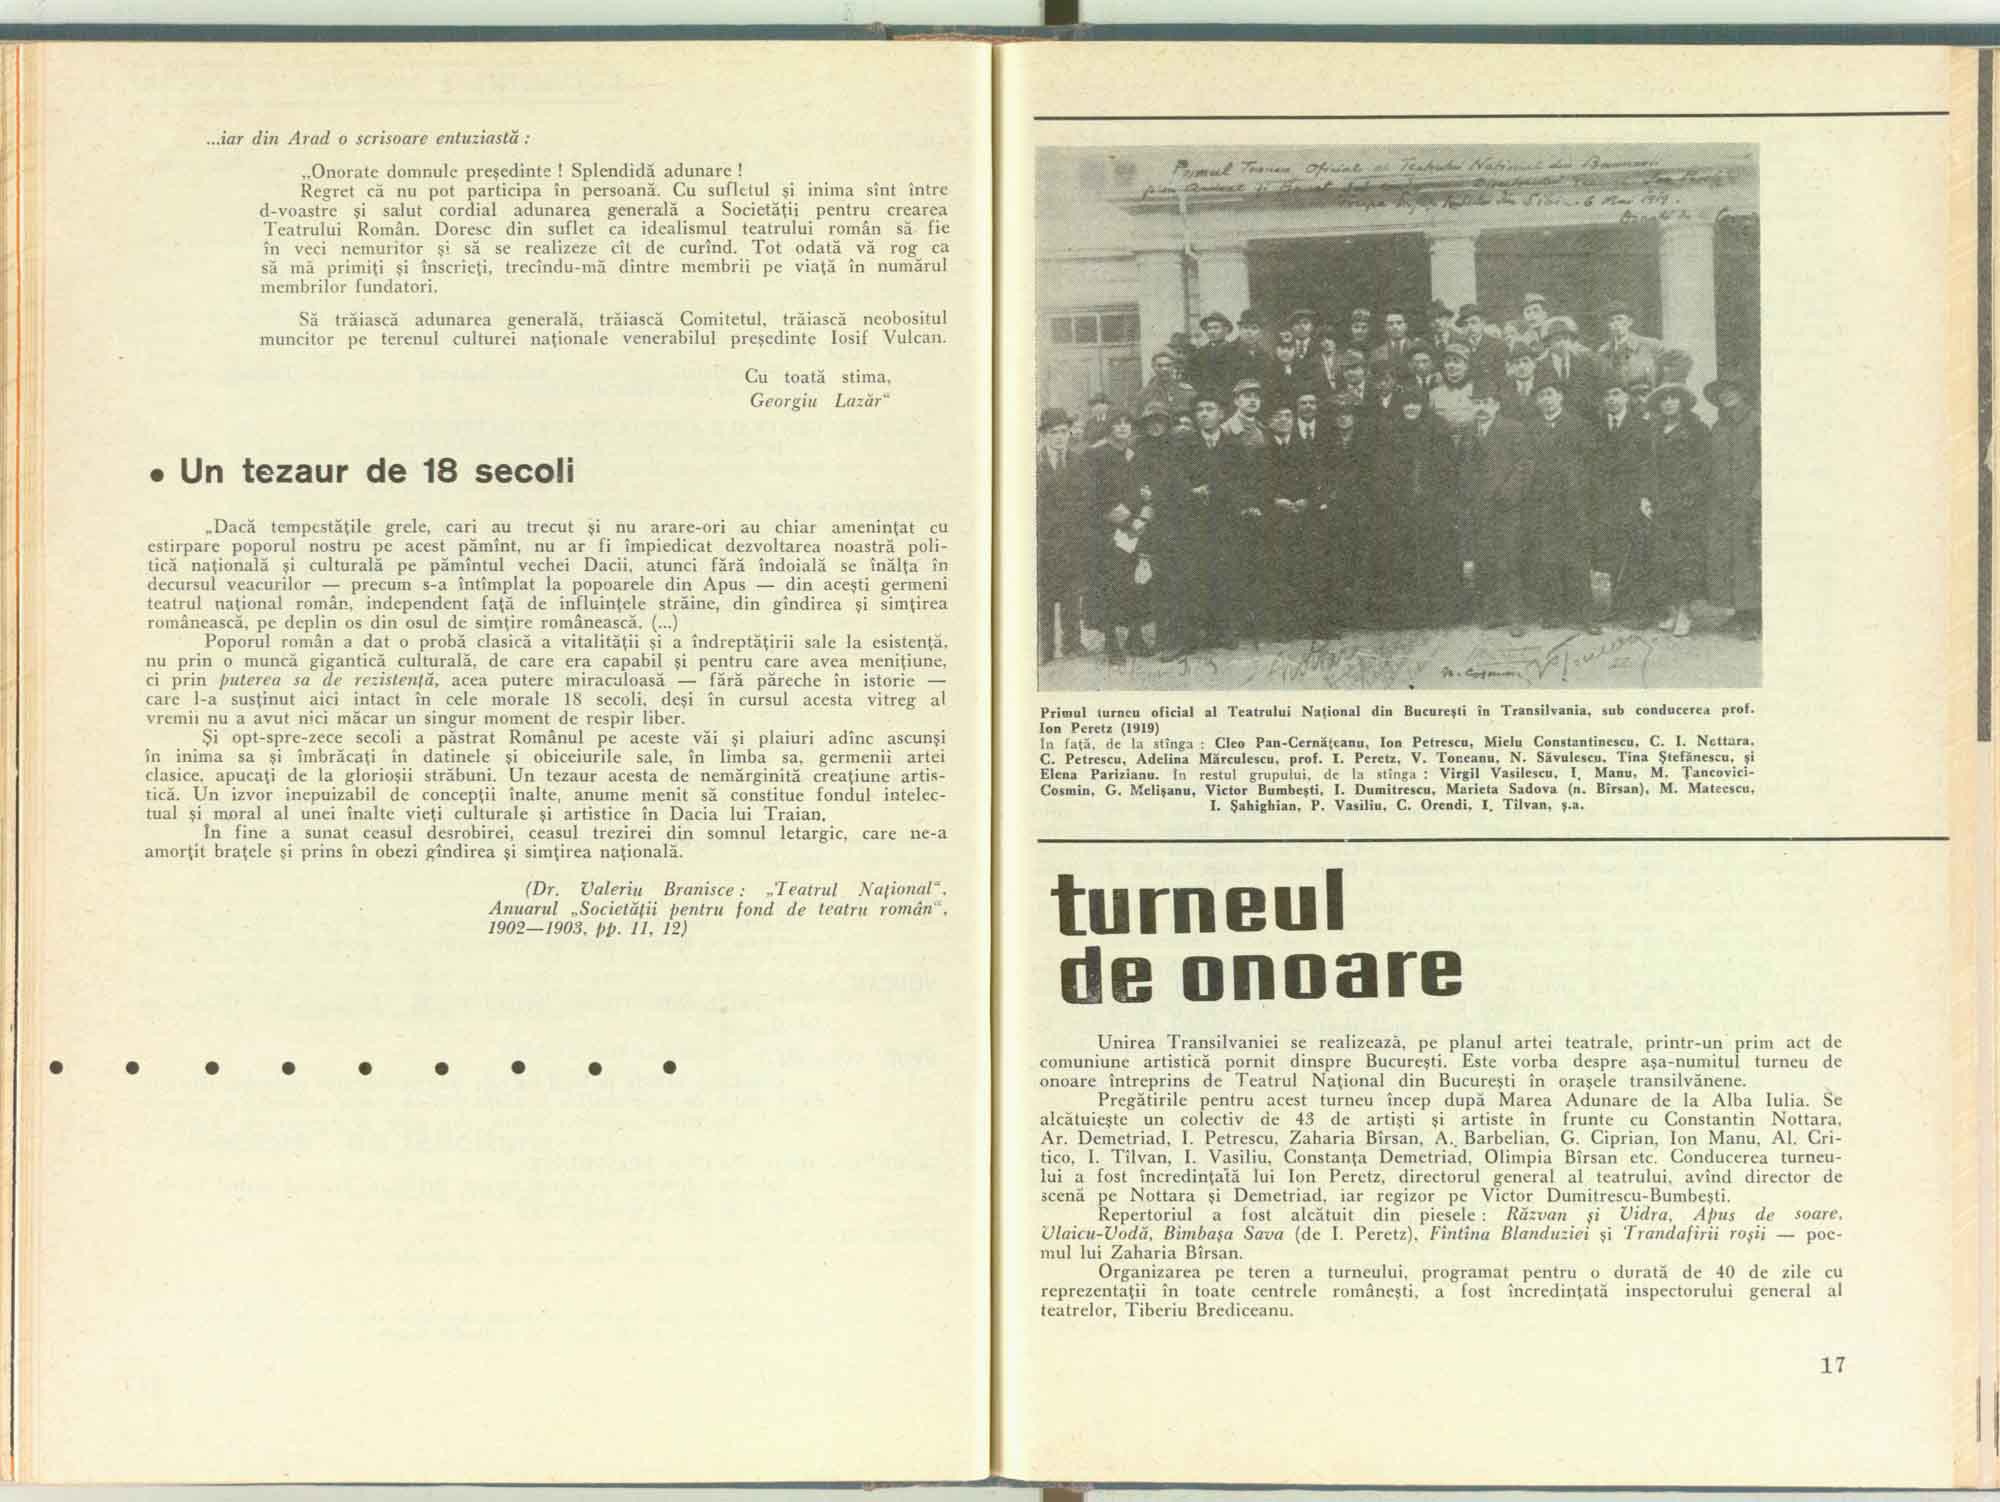 ...iar din Arad o scrisoare entuziastă :
„Onorate domnule preşedinte ! Splendidă adunare !
Regret că nu pot participa în persoană. Cu sufletul şi inima sînt între
d-voastre şi salut cordial adunarea generală a Societăţii pentru crearea
Teatrului Român. Doresc din suflet ca idealismul teatrului român să fie
în veci nemuritor şi să se realizeze cît de curînd. Tot odată vă rog ca
să mă primiţi şi înscrieţi, trecîndu-mă dintre membrii pe viaţă în numărul
membrilor fundatori.
Să trăiască adunarea generală, trăiască Comitetul, trăiască neobositul
muncitor pe terenul culturei naţionale venerabilul preşedinte Iosif Vulcan.
Cu toată stima,
Georgiu Lazăr“
• Un tezaur de 18 secoli
„Dacă tempestăţile grele, cari au trecut şi nu arare-ori au chiar ameninţat cu
estirpare poporul nostru pe acest pămînt, nu ar fi împiedicat dezvoltarea noastră poli-
tică naţională şi culturală pe pămîntul vechei Dacii, atunci fără îndoială se înălţa în
decursul veacurilor — precum s-a întîmplat la popoarele din Apus — din aceşti germeni
teatrul naţional român, independent faţă de influinţele străine, din gîndirea şi simţirea
românească, pe deplin os din osul de simţire românească. (...)
Poporul român a dat o probă clasică a vitalităţii şi a îndreptăţirii sale la esistenţă,
nu prin o muncă gigantică culturală, de care era capabil şi pentru care avea meniţiune,
ci prin puterea sa de rezistenţă, acea putere miraculoasă — fără păreche în istorie —
care l-a susţinut aici intact în cele morale 18 secoli, deşi în cursul acesta vitreg al
vremii nu a avut nici măcar un singur moment de respir liber.
Şi opt-spre-zece secoli a păstrat Românul pe aceste văi şi plaiuri adînc ascunşi
în inima sa şi îmbrăcaţi în datinele şi obiceiurile sale, în limba sa, germenii artei
clasice, apucaţi de la glorioşii străbuni. Un tezaur acesta de nemărginită creaţiune artis-
tică. Un izvor inepuizabil de concepţii înalte, anume menit să constitue fondul intelec-
tual şi moral al unei înalte vieţi culturale şi artistice în Dacia lui Traian.
În fine a sunat ceasul desrobirei, ceasul trezirei din somnul letargic, care ne-a
amorţit braţele şi prins în obezi gîndirea şi simţirea naţională.
(Dr. Valeriu Branisce : „Teatrul Naţional“.
Anuarul „Societăţii pentru fond de teatru român“,
1902—1903, pp. 11, 12)
Primul Turneu Oficial al Teatrului Naţional din Bucureşti
6 Mai 1919.
N. Cosmin
Primul turneu oficial al Teatrului Naţional din Bucureşti în Transilvania, sub conducerea prof.
Ion Peretz (1919)
În faţă, de la stînga : Cleo Pan-Cernăţeanu, Ion Petrescu, Mielu Constantinescu, C. I. Nottara,
C. Petrescu, Adelina Mărculescu, prof. I. Peretz, V. Toneanu, N. Săvulescu, Tina Ştefănescu, şi
Elena Parizianu. În restul grupului, de la stînga : Virgil Vasilescu, I. Manu, M. Ţancovici-
Cosmin, G. Melişanu, Victor Bumbeşti, I. Dumitrescu, Marieta Sadova (n. Bîrsan), M. Mateescu,
I. Şahighian, P. Vasiliu, C. Orendi, I. Tîlvan, ş.a.
turneul
de onoare
Unirea Transilvaniei se realizează, pe planul artei teatrale, printr-un prim act de
comuniune artistică pornit dinspre Bucureşti. Este vorba despre aşa-numitul turneu de
onoare întreprins de Teatrul Naţional din Bucureşti în oraşele transilvănene.
Pregătirile pentru acest turneu încep după Marea Adunare de la Alba Iulia. Se
alcătuieşte un colectiv de 43 de artişti şi artiste în frunte cu Constantin Nottara,
Ar. Demetriad, I. Petrescu, Zaharia Bîrsan, A. Barbelian, G. Ciprian, Ion Manu, Al. Cri-
tico, I. Tîlvan, I. Vasiliu, Constanţa Demetriad, Olimpia Bîrsan etc. Conducerea turneu-
lui a fost încredinţată lui Ion Peretz, directorul general al teatrului, avînd director de
scenă pe Nottara şi Demetriad, iar regizor pe Victor Dumitrescu-Bumbeşti.
Repertoriul a fost alcătuit din piesele : Răzvan şi Vidra, Apus de soare,
Vlaicu-Vodă, Bimbaşa Sava (de I. Peretz), Fîntîna Blanduziei şi Trandafirii roşii — poe-
mul lui Zaharia Bîrsan.
Organizarea pe teren a turneului, programat pentru o durată de 40 de zile cu
reprezentaţii în toate centrele româneşti, a fost încredinţată inspectorului general al
teatrelor, Tiberiu Brediceanu.
17